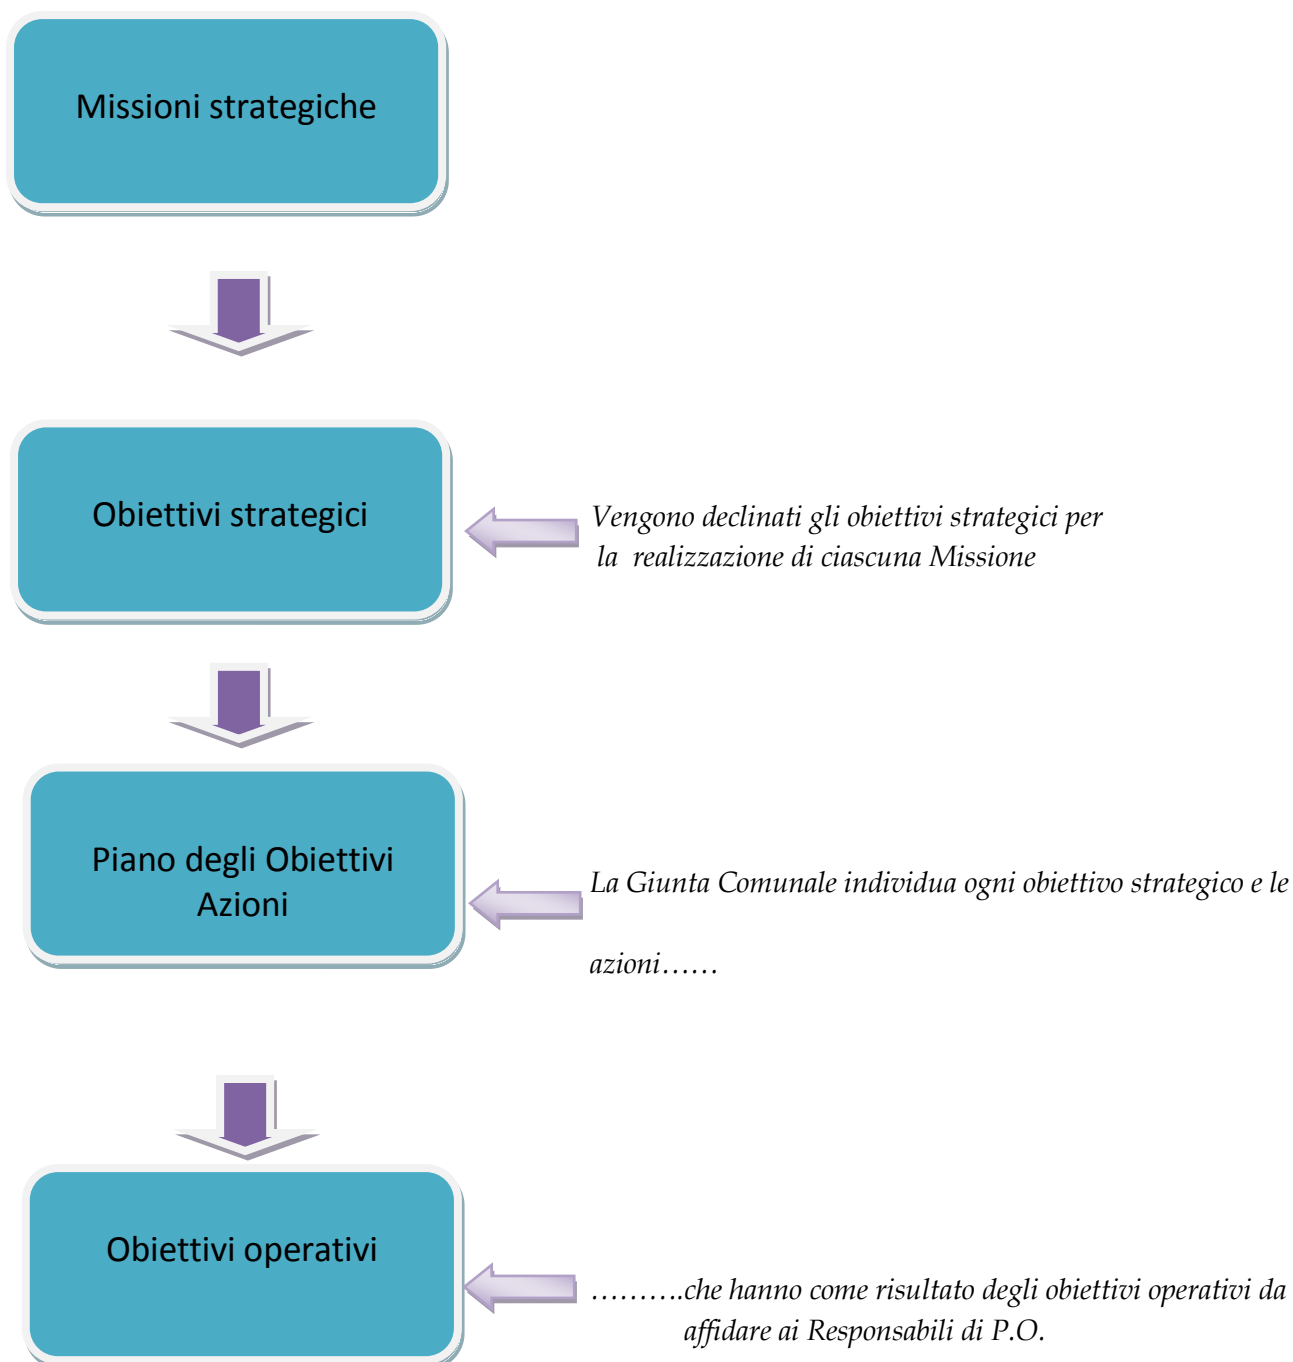 Missioni strategiche
Obiettivi strategici
Vengono declinati gli obiettivi strategici per
la realizzazione di ciascuna Missione
Piano degli Obiettivi
Azioni
La Giunta Comunale individua ogni obiettivo strategico e le
azioni……
Obiettivi operativi
……….che hanno come risultato degli obiettivi operativi da
affidare ai Responsabili di P.O.